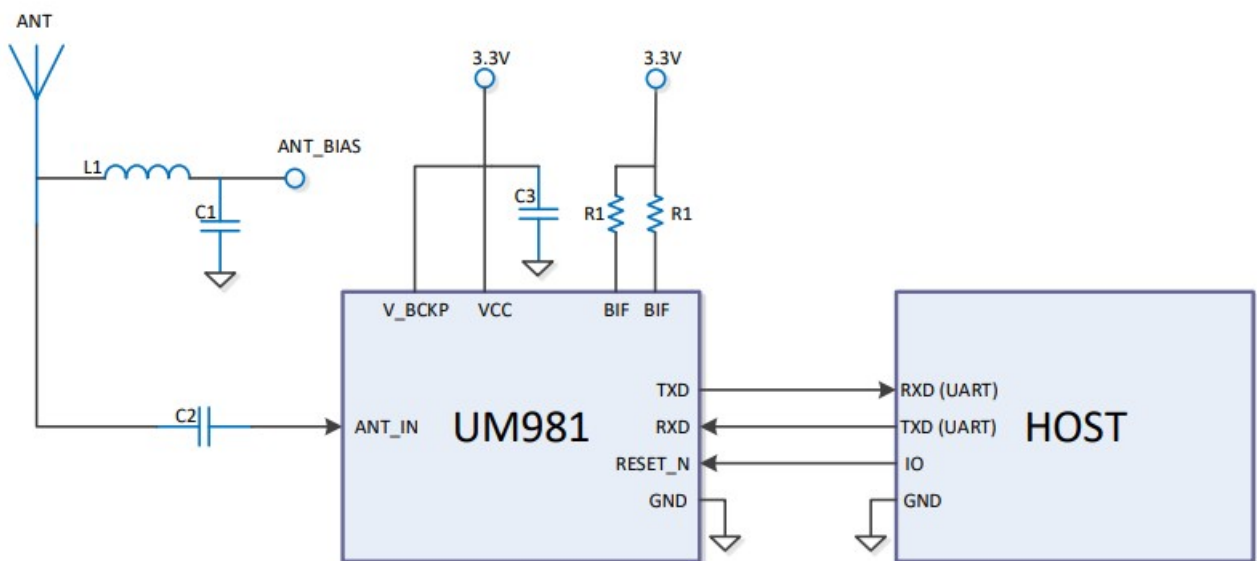 ANT
3.3V
3.3V
L1
ANT_BIAS
C1
C3
R1
R1
V_BCKP
VCC
BIF
BIF
C2
ANT_IN
UM981
TXD
RXD
RESET_N
GND
RXD (UART)
TXD (UART)
IO
GND
HOST